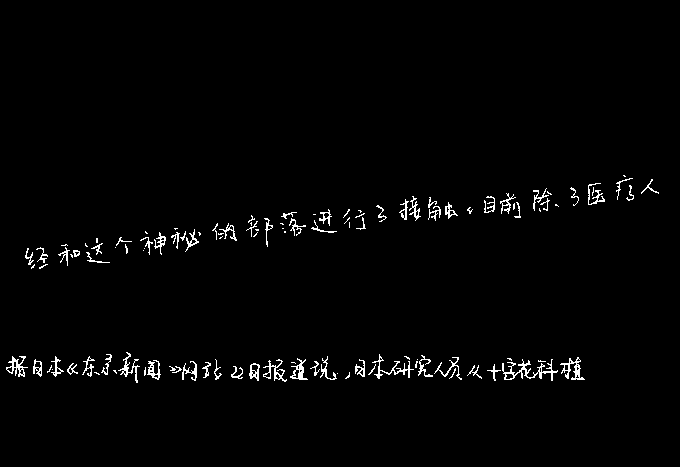 经和这个神秘的部落进行了接触。目前除了医疗人
据日本《东京新闻》网站22日报道说,日本研究人员从十字花科植